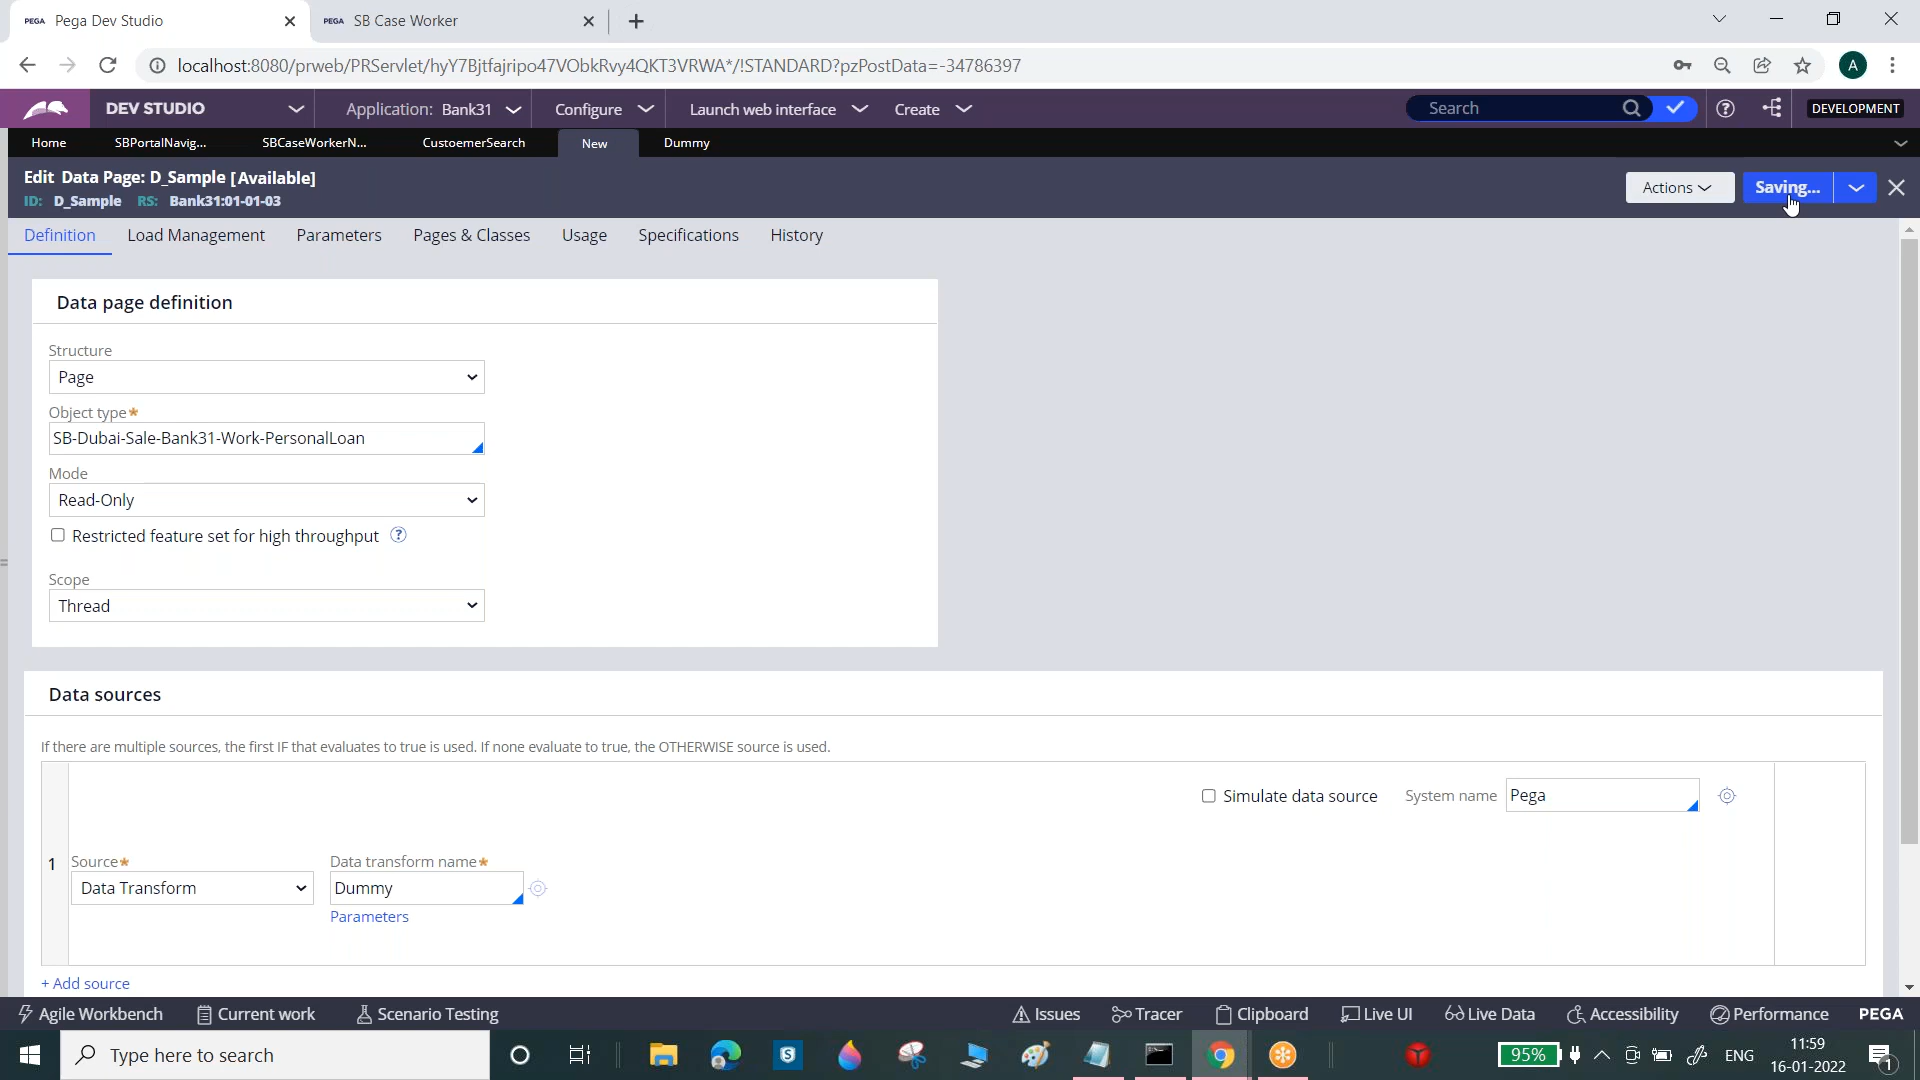 PEGA Pega Dev Studio
PEGA SB Case Worker
localhost:8080/prweb/PRServlet/hyY7Bjtfajripo47VObkRvy4QKT3VRWA*/!STANDARD?pzPostData=-34786397
A
DEV STUDIO
Application: Bank31
Configure
Launch web interface
Create
Search
DEVELOPMENT
Home
SBPortalNavig...
SBCaseWorkerN...
CustoemerSearch
New
Dummy
Edit Data Page: D_Sample [Available]
ID: D_Sample RS: Bank31:01-01-03
Actions
Saving...
Definition
Load Management
Parameters
Pages & Classes
Usage
Specifications
History
Data page definition
Structure
Page
Object type*
SB-Dubai-Sale-Bank31-Work-PersonalLoan
Mode
Read-Only
Restricted feature set for high throughput ?
Scope
Thread
Data sources
If there are multiple sources, the first IF that evaluates to true is used. If none evaluate to true, the OTHERWISE source is used.
Simulate data source
System name Pega
1
Source*
Data Transform
Data transform name*
Dummy
Parameters
+ Add source
Agile Workbench
Current work
Scenario Testing
Issues
Tracer
Clipboard
Live UI
Live Data
Accessibility
Performance
PEGA
Type here to search
95%
ENG
11:59
16-01-2022
1